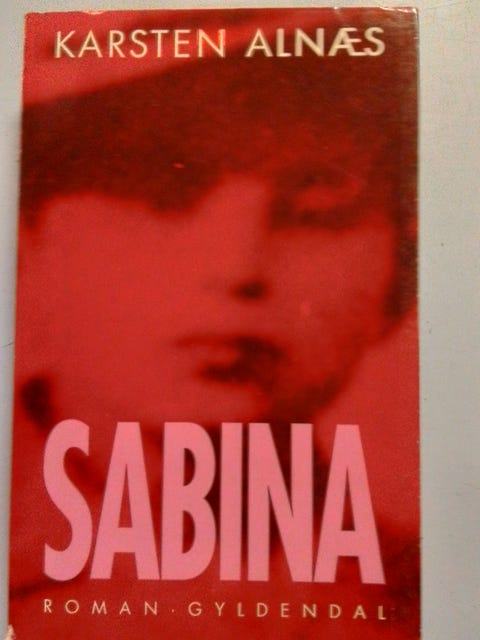 KARSTEN ALNÆS
SABINA
ROMAN · GYLDENDAL